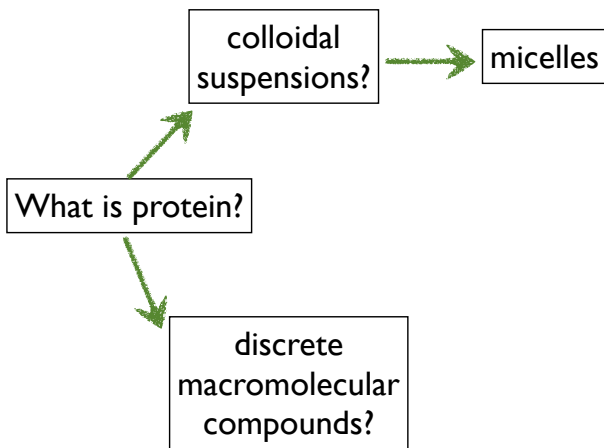 colloidal
suspensions?
micelles
What is protein?
discrete
macromolecular
compounds?